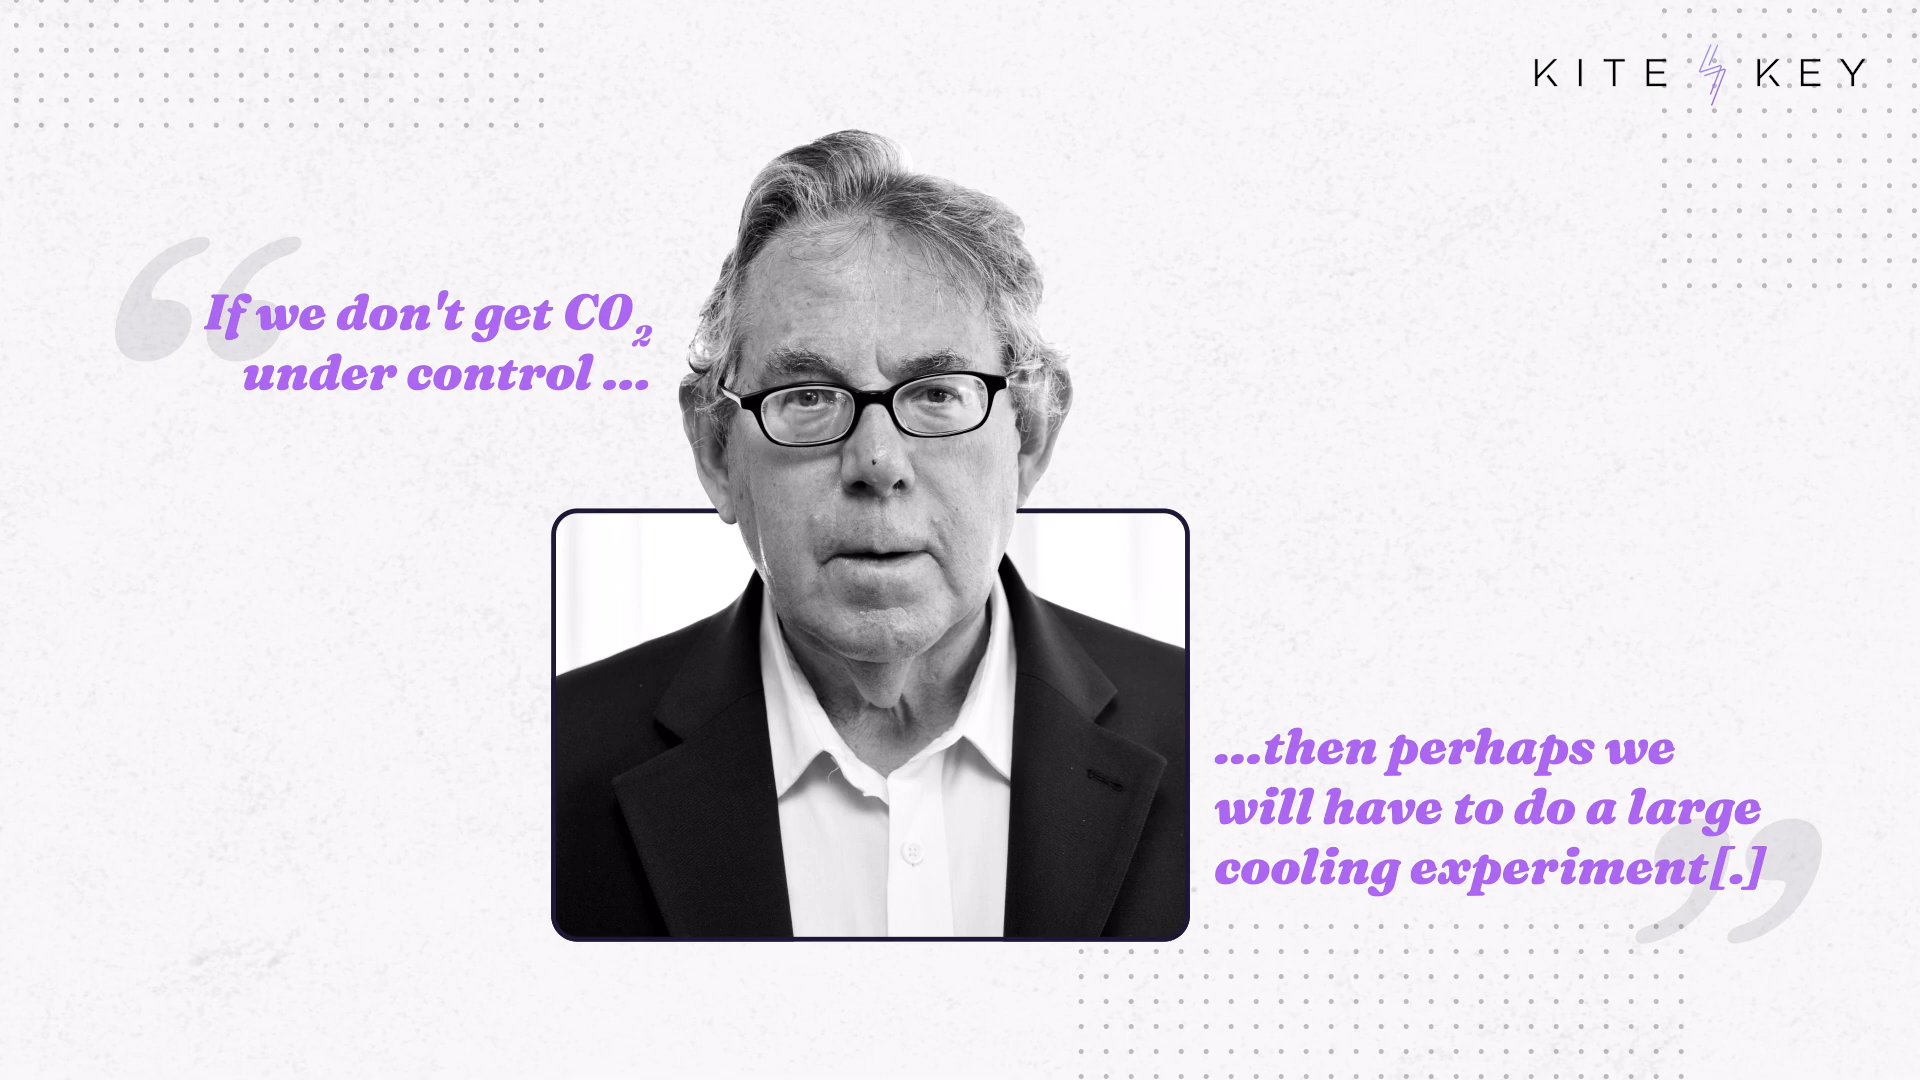 KITE KEY
If we don't get CO₂
under control ...
...then perhaps we
will have to do a large
cooling experiment[.]